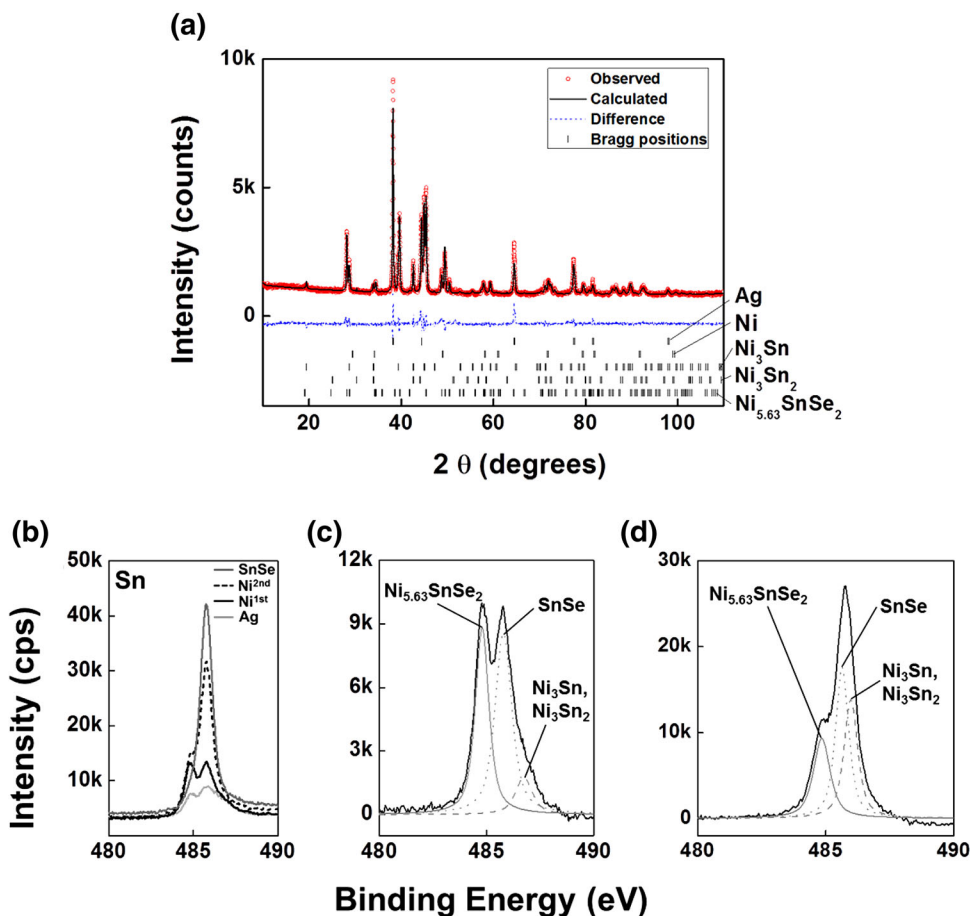 (a)
10k
5k
0
Intensity (counts)
Observed
Calculated
Difference
Bragg positions
Ag
Ni
Ni₃Sn
Ni₃Sn₂
Ni₅.₆₃SnSe₂
20 40 60 80 100
2 θ (degrees)
(b)
Sn
50k
40k
30k
20k
10k
Intensity (cps)
SnSe
Ni²ⁿᵈ
Ni¹ˢᵗ
Ag
480 485 490
(c)
12k
9k
6k
3k
0
Ni₅.₆₃SnSe₂
SnSe
Ni₃Sn,
Ni₃Sn₂
480 485 490
(d)
30k
20k
10k
0
Ni₅.₆₃SnSe₂
SnSe
Ni₃Sn,
Ni₃Sn₂
480 485 490
Binding Energy (eV)